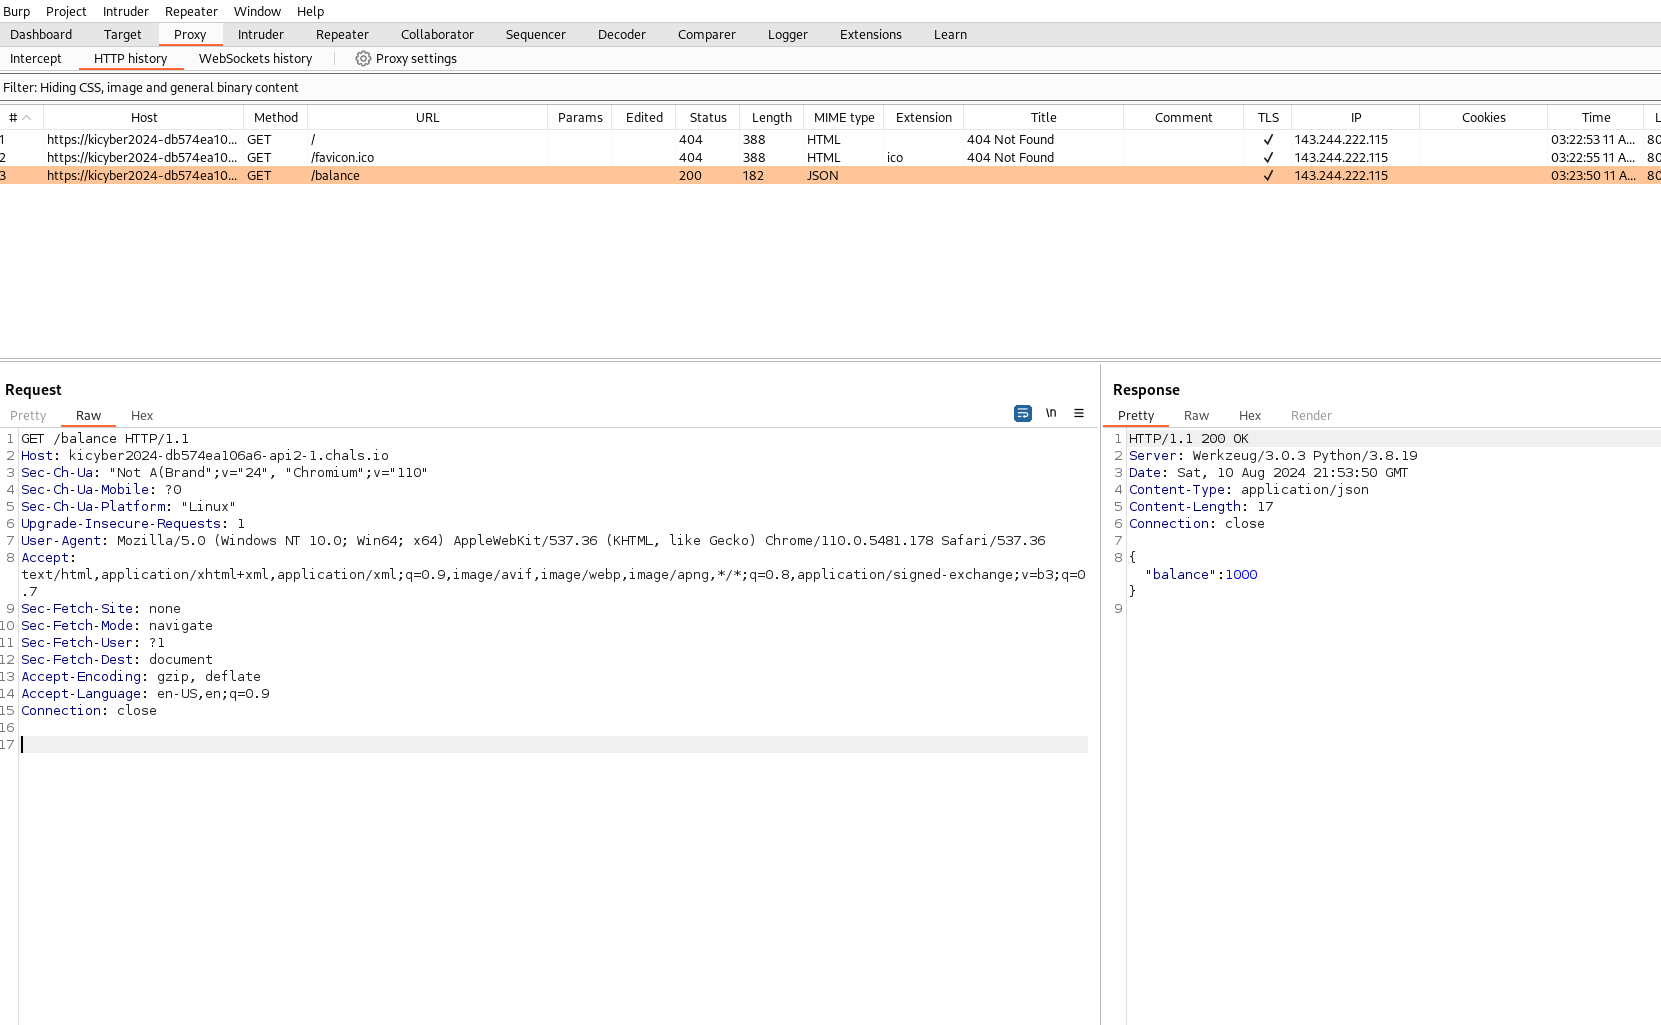 Burp Project Intruder Repeater Window Help
Dashboard Target Proxy Intruder Repeater Collaborator Sequencer Decoder Comparer Logger Extensions Learn
Intercept HTTP history WebSockets history Proxy settings
Filter: Hiding CSS, image and general binary content
# Host Method URL Params Edited Status Length MIME type Extension Title Comment TLS IP Cookies Time L
1 https://kicyber2024-db574ea10... GET / 404 388 HTML 404 Not Found ✓ 143.244.222.115 03:22:53 11 A... 80
2 https://kicyber2024-db574ea10... GET /favicon.ico 404 388 HTML ico 404 Not Found ✓ 143.244.222.115 03:22:55 11 A... 80
3 https://kicyber2024-db574ea10... GET /balance 200 182 JSON ✓ 143.244.222.115 03:23:50 11 A... 80
Request
Pretty Raw Hex \n
1 GET /balance HTTP/1.1
2 Host: kicyber2024-db574ea106a6-api2-1.chals.io
3 Sec-Ch-Ua: "Not A(Brand";v="24", "Chromium";v="110"
4 Sec-Ch-Ua-Mobile: ?0
5 Sec-Ch-Ua-Platform: "Linux"
6 Upgrade-Insecure-Requests: 1
7 User-Agent: Mozilla/5.0 (Windows NT 10.0; Win64; x64) AppleWebKit/537.36 (KHTML, like Gecko) Chrome/110.0.5481.178 Safari/537.36
8 Accept:
text/html,application/xhtml+xml,application/xml;q=0.9,image/avif,image/webp,image/apng,*/*;q=0.8,application/signed-exchange;v=b3;q=0
.7
9 Sec-Fetch-Site: none
10 Sec-Fetch-Mode: navigate
11 Sec-Fetch-User: ?1
12 Sec-Fetch-Dest: document
13 Accept-Encoding: gzip, deflate
14 Accept-Language: en-US,en;q=0.9
15 Connection: close
16
17
Response
Pretty Raw Hex Render
1 HTTP/1.1 200 OK
2 Server: Werkzeug/3.0.3 Python/3.8.19
3 Date: Sat, 10 Aug 2024 21:53:50 GMT
4 Content-Type: application/json
5 Content-Length: 17
6 Connection: close
7
8 {
"balance":1000
}
9